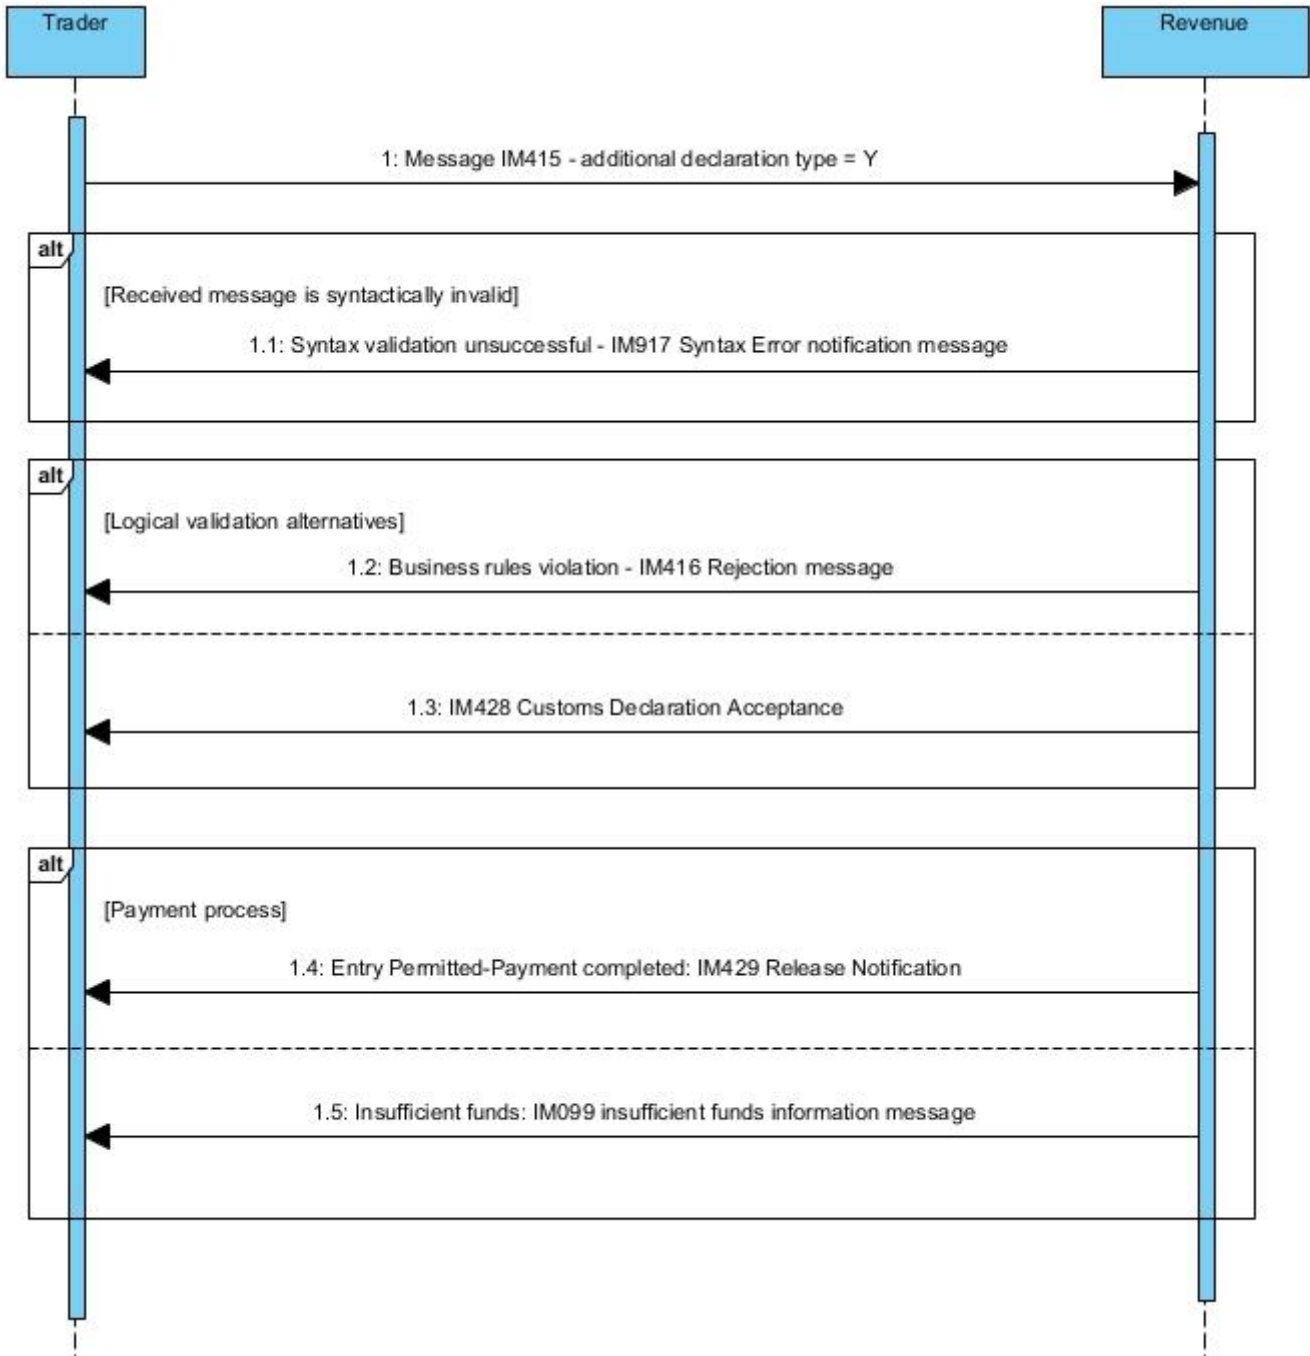 Trader
Revenue
1: Message IM415 - additional declaration type = Y
alt
[Received message is syntactically invalid]
1.1: Syntax validation unsuccessful - IM917 Syntax Error notification message
alt
[Logical validation alternatives]
1.2: Business rules violation - IM416 Rejection message
1.3: IM428 Customs Declaration Acceptance
alt
[Payment process]
1.4: Entry Permitted-Payment completed: IM429 Release Notification
1.5: Insufficient funds: IM099 insufficient funds information message